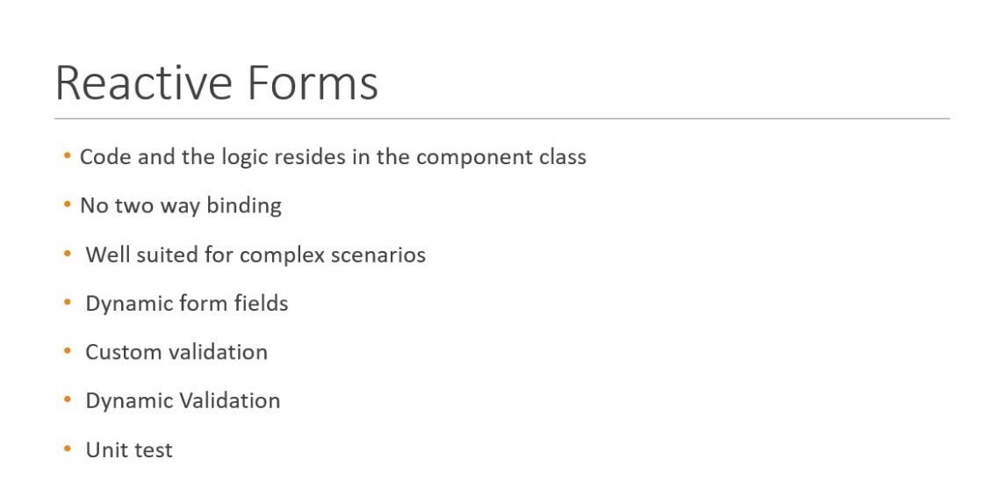 Reactive Forms
• Code and the logic resides in the component class
• No two way binding
• Well suited for complex scenarios
• Dynamic form fields
• Custom validation
• Dynamic Validation
• Unit test